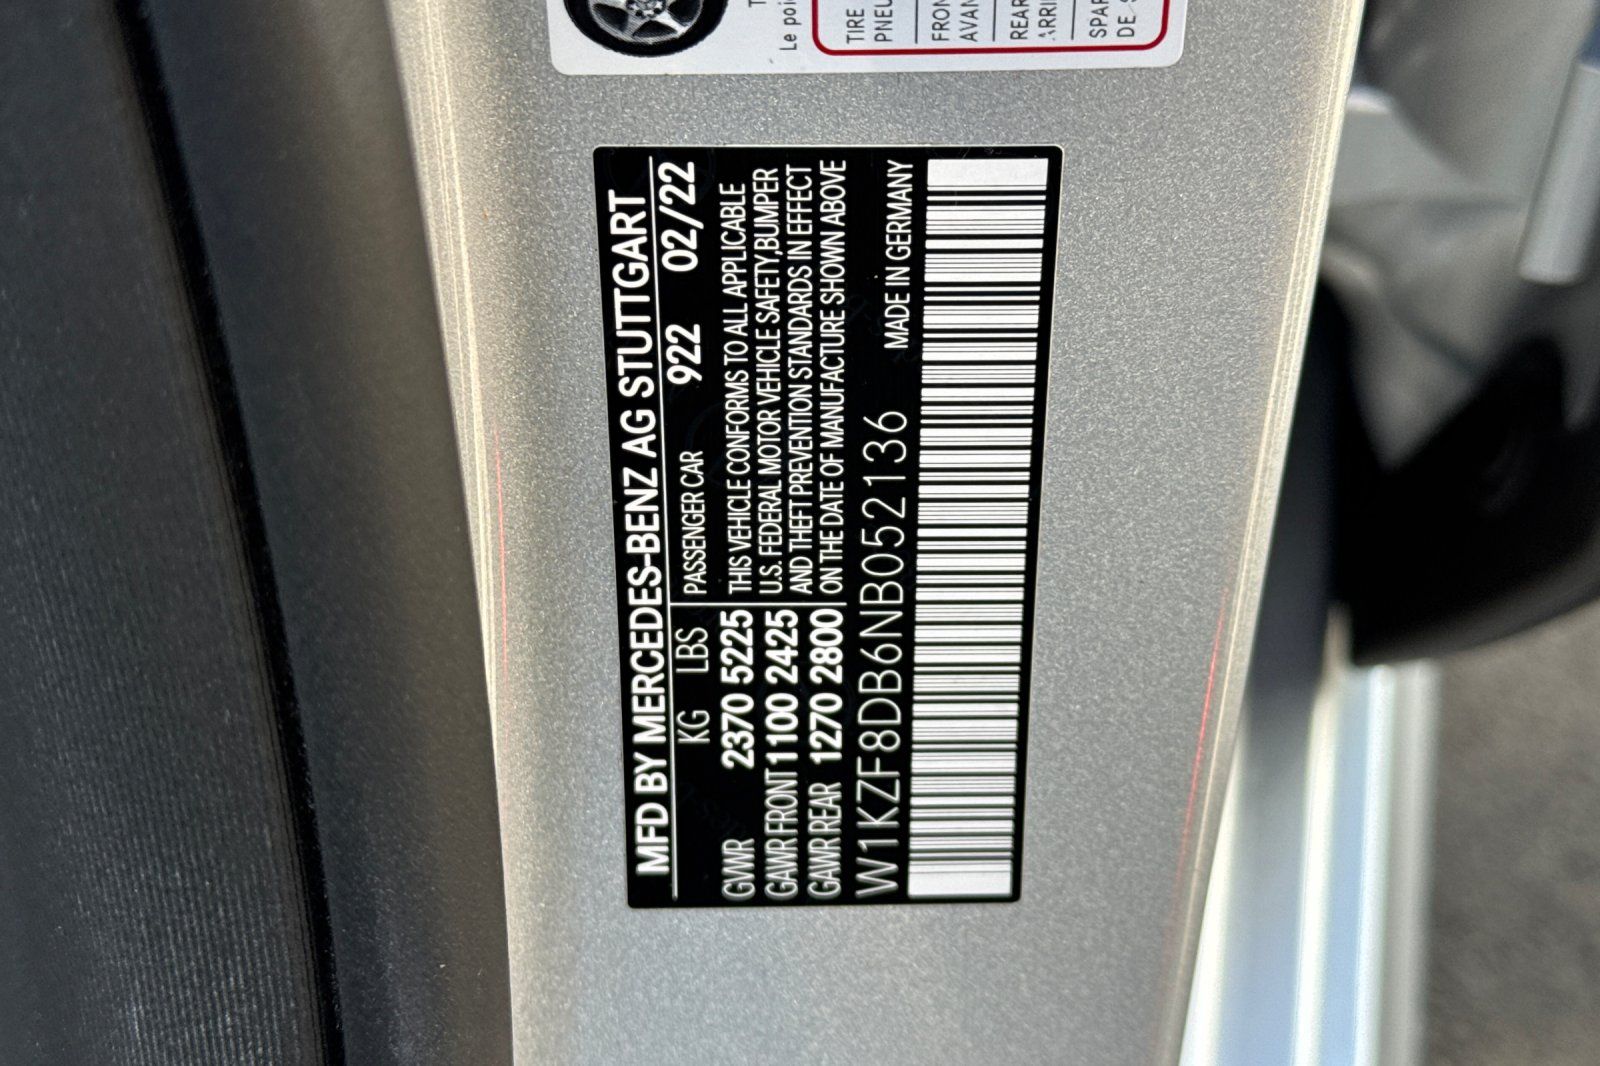 MFD BY MERCEDES-BENZ AG STUTTGART
KG LBS PASSENGER CAR 922 02/22
GVWR 2370 5225 THIS VEHICLE CONFORMS TO ALL APPLICABLE
GAWR FRONT 1100 2425 U.S. FEDERAL MOTOR VEHICLE SAFETY,BUMPER
AND THEFT PREVENTION STANDARDS IN EFFECT
GAWR REAR 1270 2800 ON THE DATE OF MANUFACTURE SHOWN ABOVE
W1KZF8DB6NB052136 MADE IN GERMANY
Le
TIRE